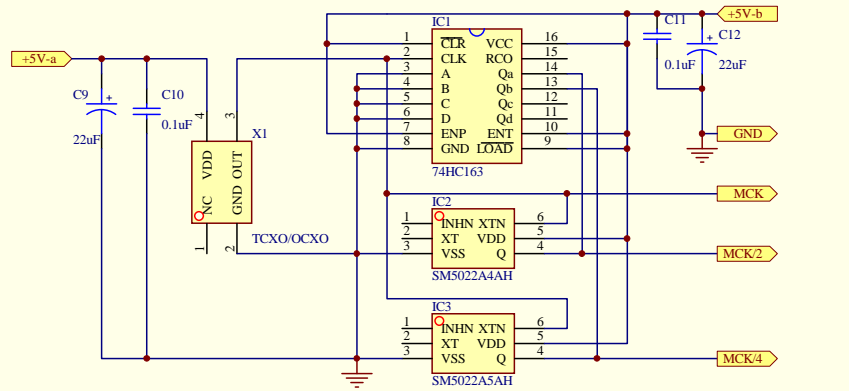 IC1
C11
+5V-b
1 CLR VCC 16
2 CLK RCO 15
3 A Qa 14
4 B Qb 13
5 C Qc 12
6 D Qd 11
7 ENP ENT 10
8 GND LOAD 9
74HC163
+ C12
0.1uF 22uF
GND
+5V-a
C9 + C10
22uF 0.1uF
4 3 X1
VDD OUT
NC GND
1 2
TCXO/OCXO
MCK
IC2
1 INHN XTN 6
2 XT VDD 5
3 VSS Q 4
SM5022A4AH
MCK/2
IC3
1 INHN XTN 6
2 XT VDD 5
3 VSS Q 4
SM5022A5AH
MCK/4